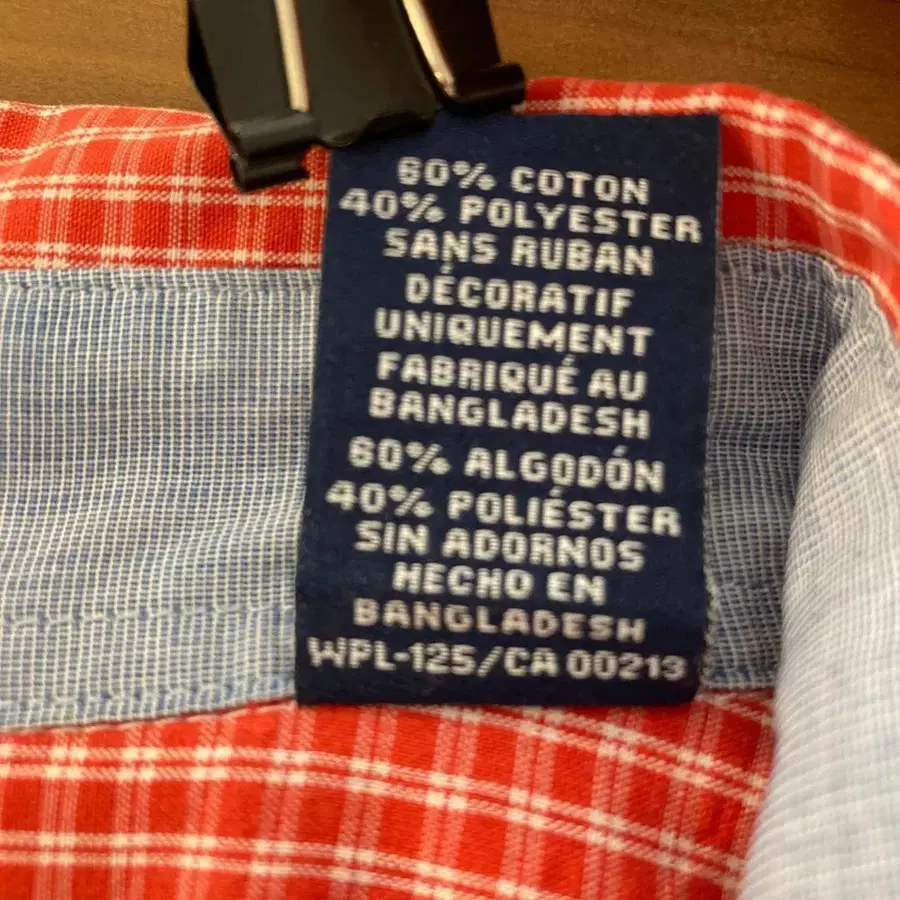 60% COTON
40% POLYESTER
SANS RUBAN
DÉCORATIF
UNIQUEMENT
FABRIQUÉ AU
BANGLADESH
60% ALGODÓN
40% POLIÉSTER
SIN ADORNOS
HECHO EN
BANGLADESH
WPL-125/CA 00213